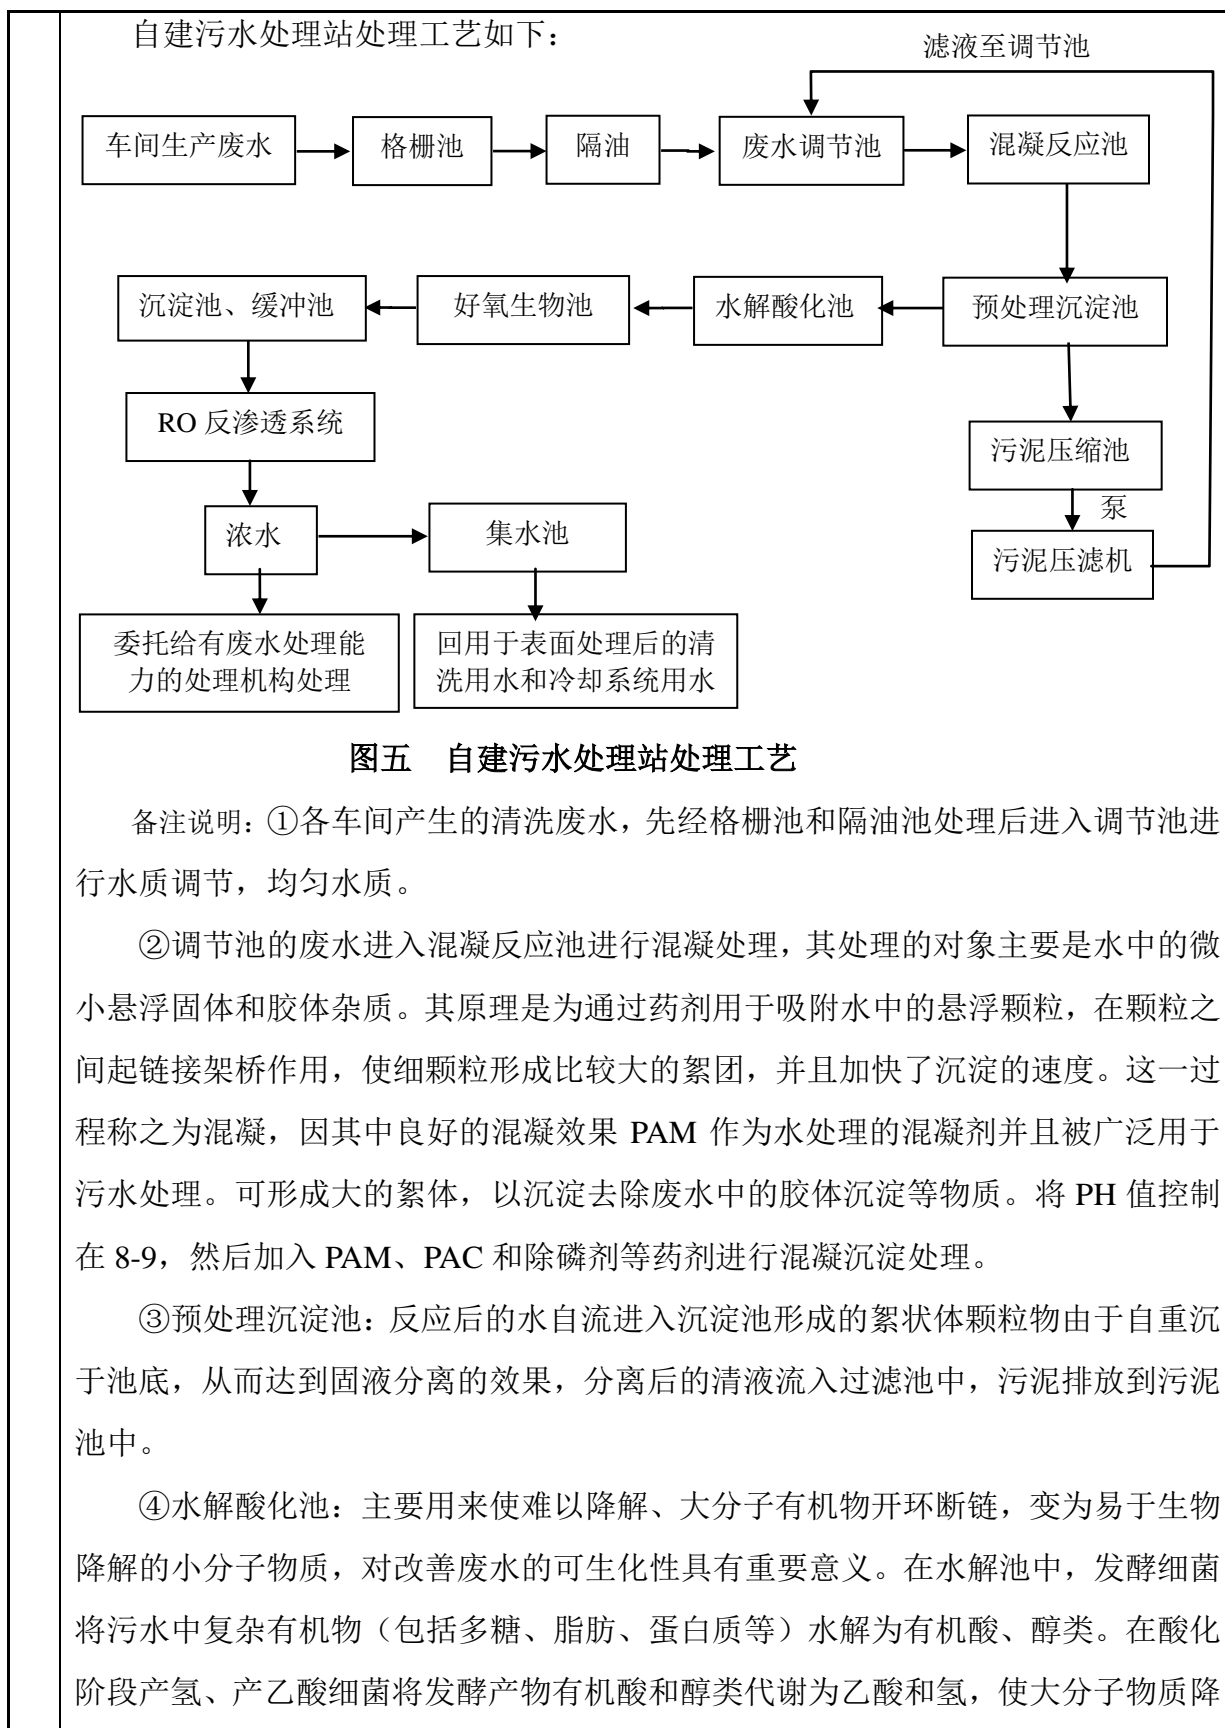 自建污水处理站处理工艺如下：
滤液至调节池
车间生产废水
格栅池
隔油
废水调节池
混凝反应池
沉淀池、缓冲池
好氧生物池
水解酸化池
预处理沉淀池
RO 反渗透系统
污泥压缩池
泵
浓水
集水池
污泥压滤机
委托给有废水处理能
力的处理机构处理
回用于表面处理后的清
洗用水和冷却系统用水
图五 自建污水处理站处理工艺
备注说明：①各车间产生的清洗废水，先经格栅池和隔油池处理后进入调节池进
行水质调节，均匀水质。
②调节池的废水进入混凝反应池进行混凝处理，其处理的对象主要是水中的微
小悬浮固体和胶体杂质。其原理是为通过药剂用于吸附水中的悬浮颗粒，在颗粒之
间起链接架桥作用，使细颗粒形成比较大的絮团，并且加快了沉淀的速度。这一过
程称之为混凝，因其中良好的混凝效果 PAM 作为水处理的混凝剂并且被广泛用于
污水处理。可形成大的絮体，以沉淀去除废水中的胶体沉淀等物质。将 PH 值控制
在 8-9，然后加入 PAM、PAC 和除磷剂等药剂进行混凝沉淀处理。
③预处理沉淀池：反应后的水自流进入沉淀池形成的絮状体颗粒物由于自重沉
于池底，从而达到固液分离的效果，分离后的清液流入过滤池中，污泥排放到污泥
池中。
④水解酸化池：主要用来使难以降解、大分子有机物开环断链，变为易于生物
降解的小分子物质，对改善废水的可生化性具有重要意义。在水解池中，发酵细菌
将污水中复杂有机物（包括多糖、脂肪、蛋白质等）水解为有机酸、醇类。在酸化
阶段产氢、产乙酸细菌将发酵产物有机酸和醇类代谢为乙酸和氢，使大分子物质降